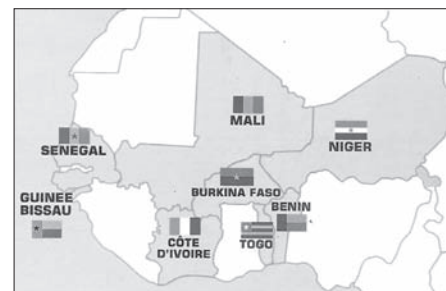 MALI
SENEGAL
NIGER
BURKINA FASO
GUINEE
BISSAU
BENIN
CÔTE
D'IVOIRE
TOGO